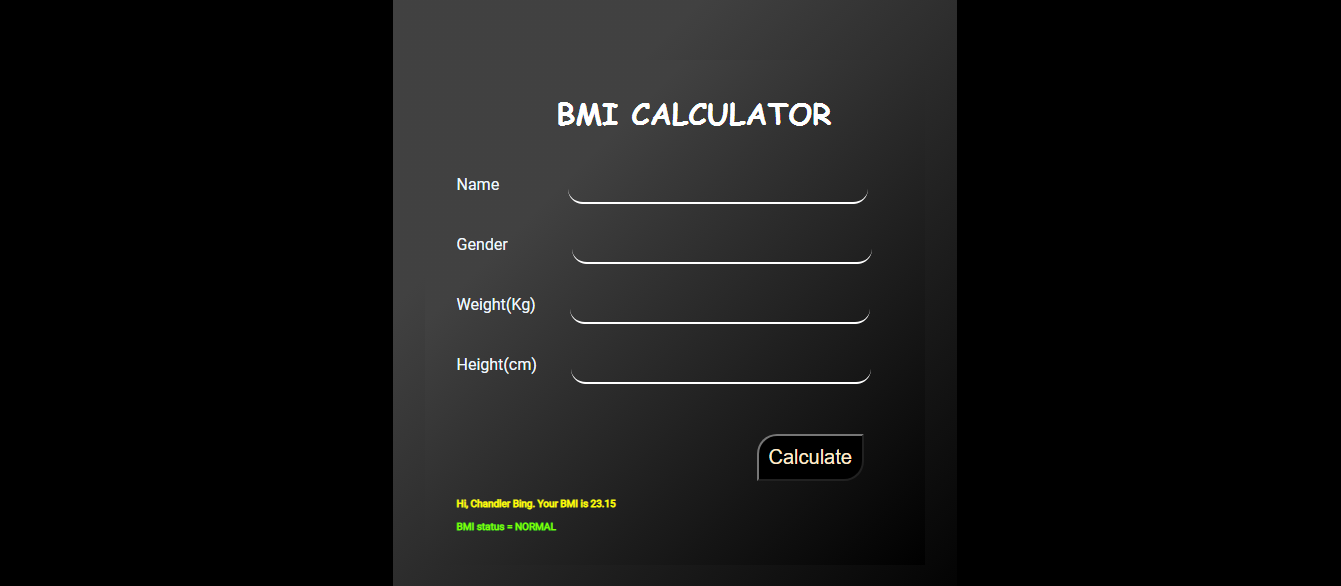 BMI CALCULATOR
Name
Gender
Weight(Kg)
Height(cm)
Calculate
Hi, Chandler Bing. Your BMI is 23.15
BMI status = NORMAL